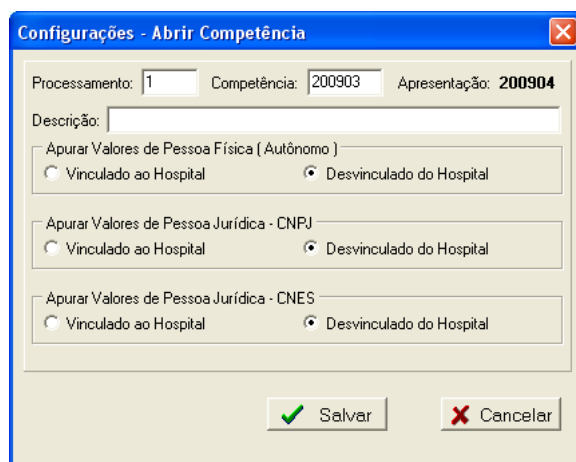 Configurações - Abrir Competência
Processamento: 1 Competência: 200903 Apresentação: 200904
Descrição:
Apurar Valores de Pessoa Física ( Autônomo )
Vinculado ao Hospital Desvinculado do Hospital
Apurar Valores de Pessoa Jurídica - CNPJ
Vinculado ao Hospital Desvinculado do Hospital
Apurar Valores de Pessoa Jurídica - CNES
Vinculado ao Hospital Desvinculado do Hospital
Salvar Cancelar